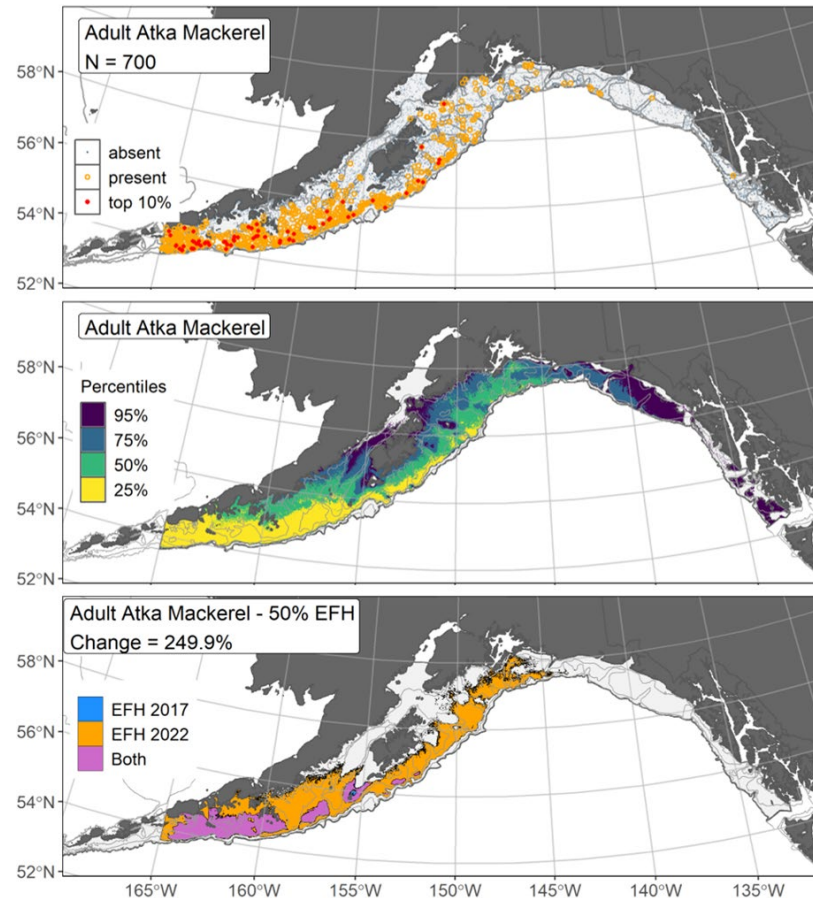 Adult Atka Mackerel
N = 700
58°N
56°N
54°N
52°N
absent
present
top 10%
Adult Atka Mackerel
58°N
56°N
54°N
52°N
Percentiles
95%
75%
50%
25%
Adult Atka Mackerel - 50% EFH
Change = 249.9%
58°N
56°N
54°N
52°N
EFH 2017
EFH 2022
Both
165°W 160°W 155°W 150°W 145°W 140°W 135°W